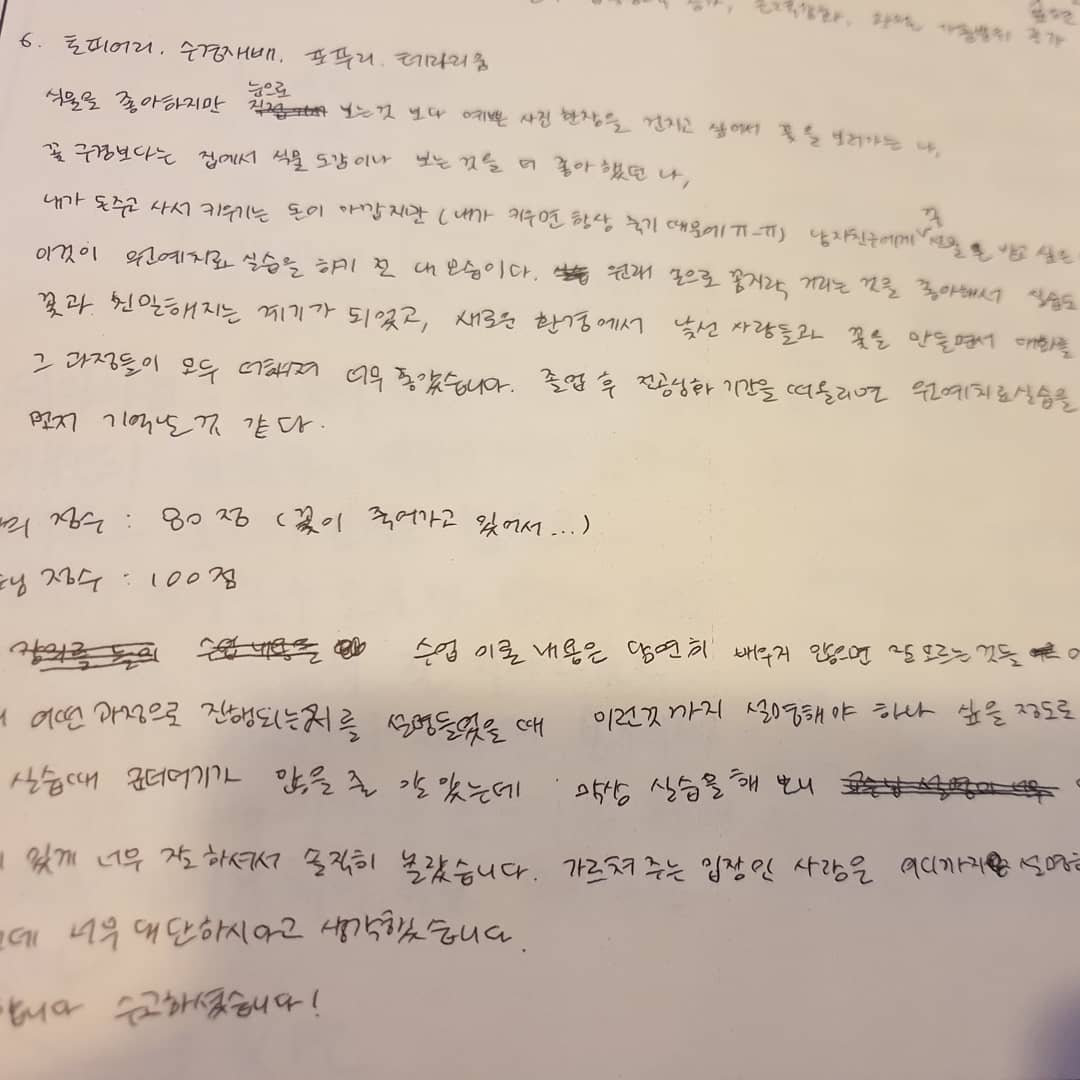 6. 토피어리, 수경재배, 포푸리, 테라리움
식물을 좋아하지만 눈으로 보는것 보다 예쁜 사진 한장을 건지고 싶어서 꽃을 보러가는 나,
꽃 구경보다는 집에서 식물 도감이나 보는 것을 더 좋아했던 나,
내가 돈주고 사서 키우기는 돈이 아깝지만 (내가 키우면 항상 죽기 때문에 ㅠ-ㅠ) 남자친구에게 꽃 선물을 받고 싶은
이것이 원예치료 실습을 하기 전 내 모습이다. 원래 손으로 꼼지락 거리는 것을 좋아해서 실습도
꽃과 친밀해지는 계기가 되었고, 새로운 환경에서 낯선 사람들과 꽃을 만들면서 대화를
그 과정들이 모두 더해져 너무 좋았습니다. 졸업 후 전공심화 기간을 떠올리면 원예치료실습을
먼저 기억날 것 같다.
점수 : 80점 (꽃이 죽어가고 있어서...)
점수 : 100점
수업 이론 내용은 당연히 배우지 않으면 잘 모르는 것들
어떤 과정으로 진행되는지를 설명들었을 때 이런것까지 설명해야 하나 싶을 정도로
실습때 군더더기가 많을 줄 알았는데 막상 실습을 해 보니
있게 너무 잘 하셔서 솔직히 놀랐습니다. 가르쳐 주는 입장인 사람은 어디까지 설명
너무 대단하시다고 생각했습니다.
수고하셨습니다!